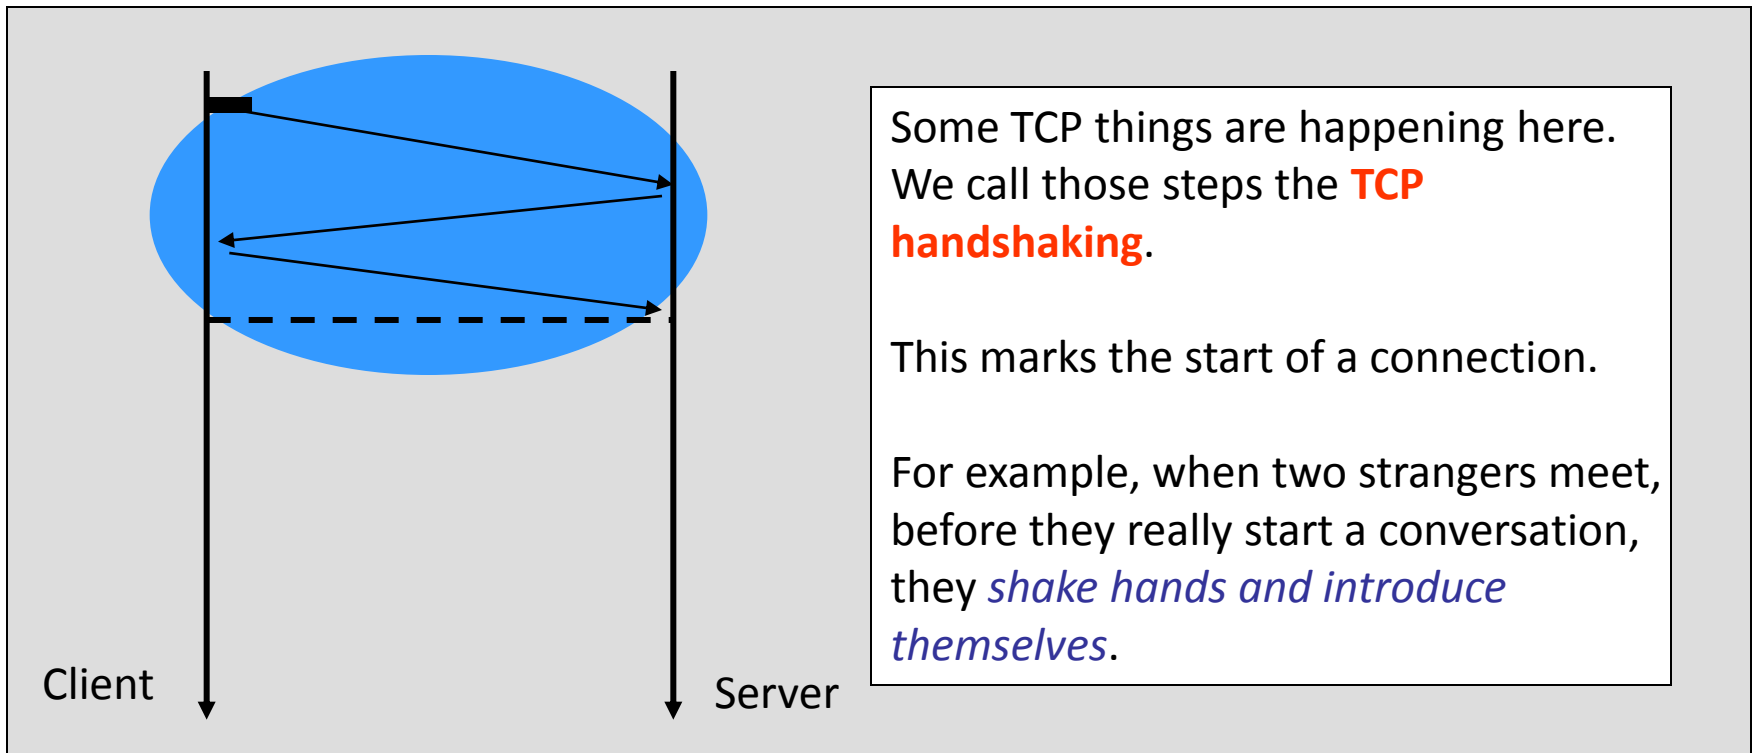 Some TCP things are happening here.
We call those steps the TCP
handshaking.
This marks the start of a connection.
For example, when two strangers meet,
before they really start a conversation,
they shake hands and introduce
themselves.
Client
Server